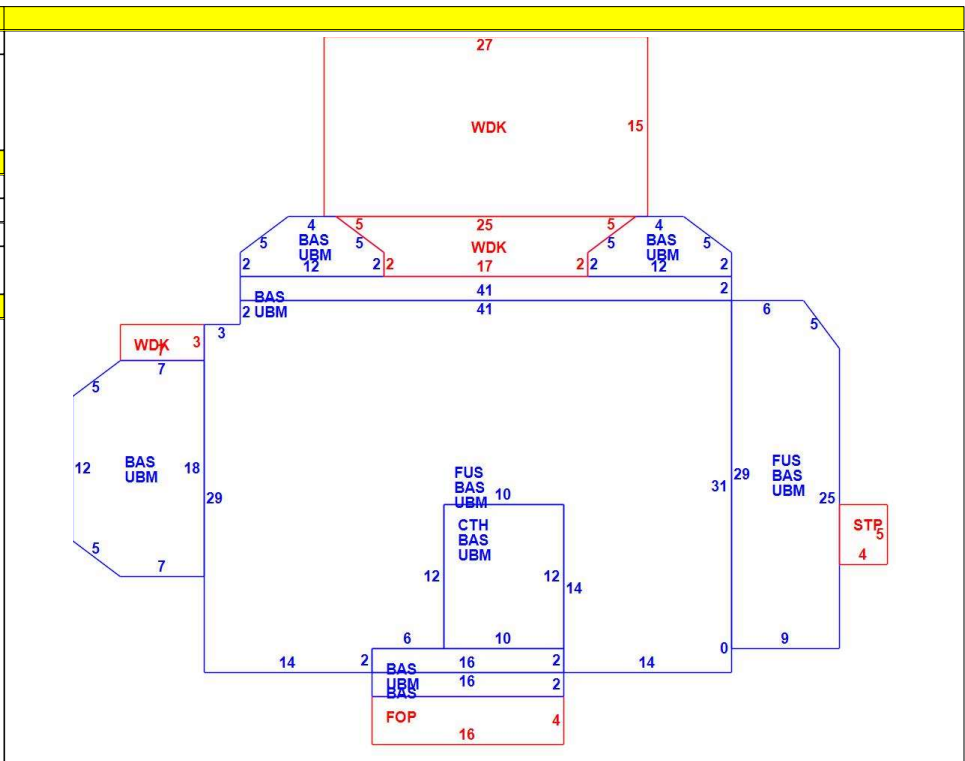 27
WDK
15
4 5 25 5 4
5 BAS 5 WDK 5 BAS 5
UBM UBM
2 12 2 2 17 2 2 12 2
41 2
BAS
2 UBM 41 6
3 5
WDK 7 3
7
5
12 BAS 18
UBM
29
FUS
BAS
UBM 10
31 29
FUS
BAS
UBM 25
CTH
BAS
UBM
STP 5
4
5
7
12 12 14
6 10 0 9
14 2 16 2 14
BAS
UBM 16 2
BAS
FOP 4
16